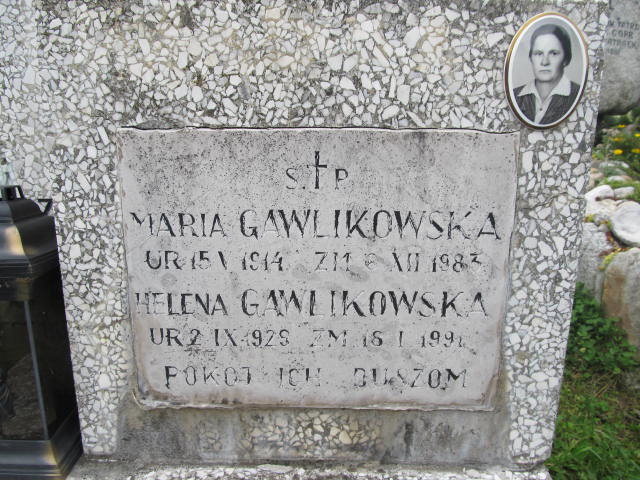 S.†P.
MARIA GAWLIKOWSKA
UR 15 V 1914 ZM 6 XII 1983
HELENA GAWLIKOWSKA
UR 2 IX 1929 ZM 18 I 1991
POKÓJ ICH DUSZOM